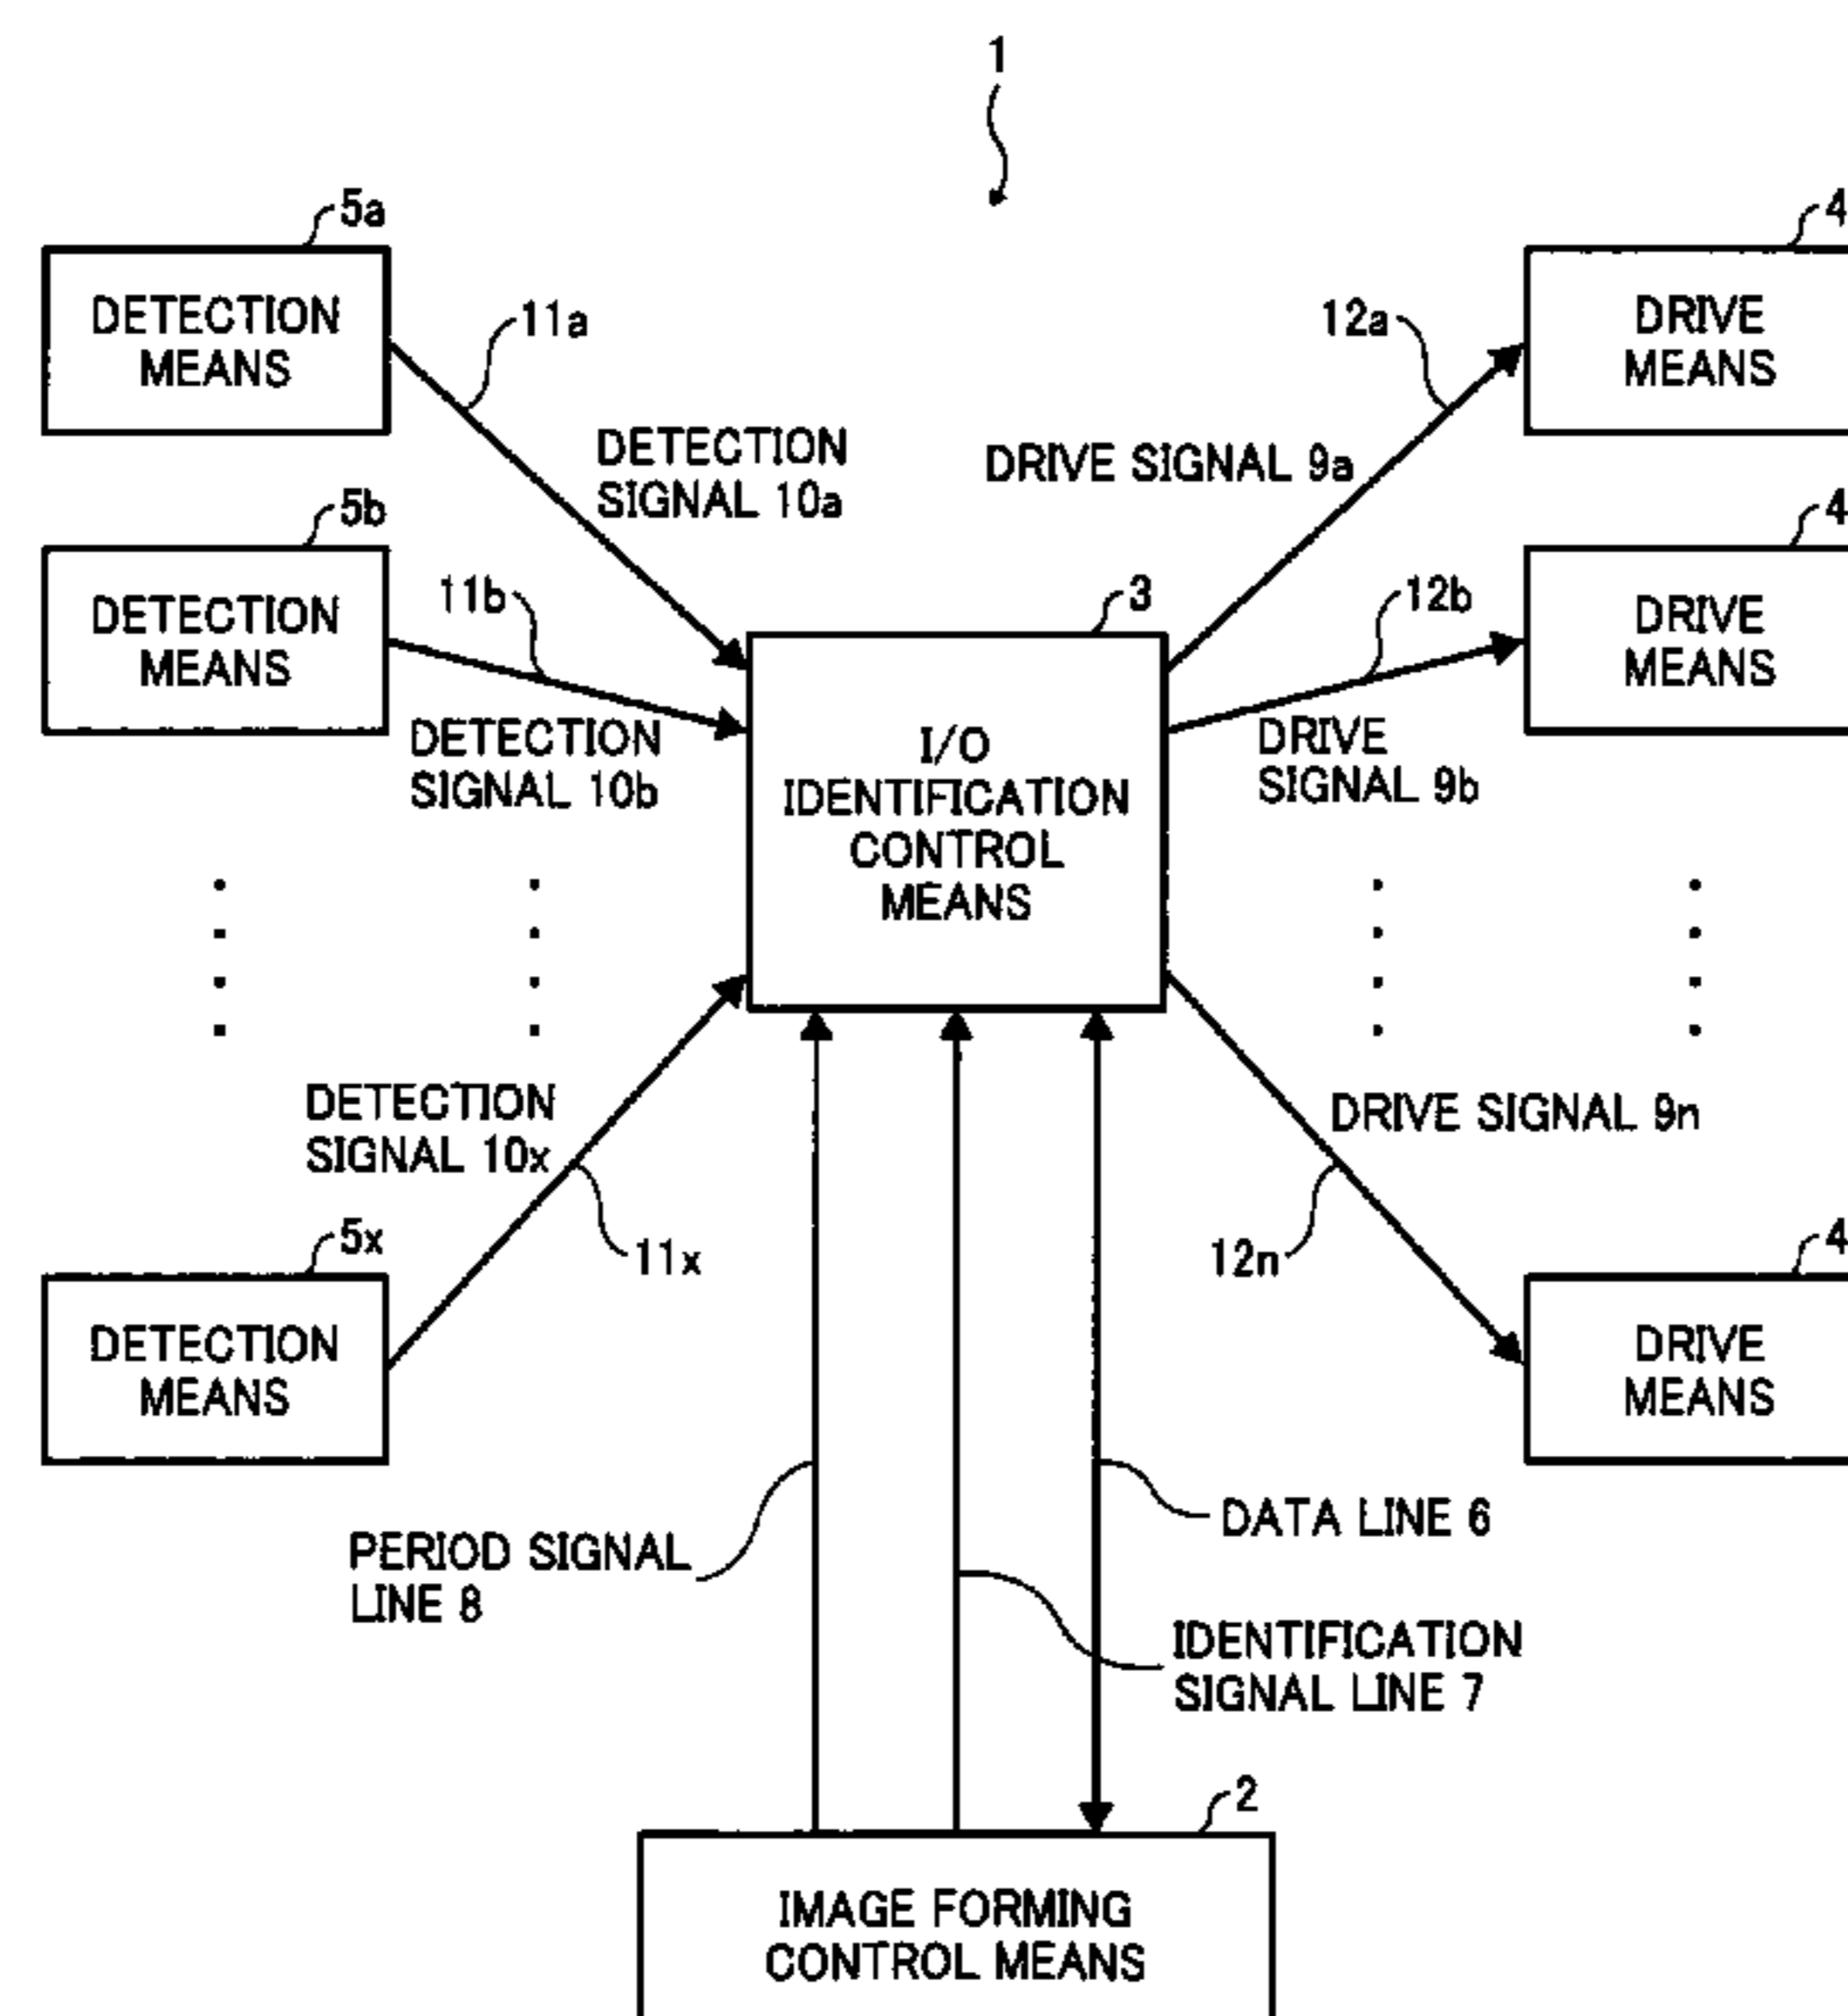 1
5a
DETECTION
MEANS
11a
DETECTION
SIGNAL 10a
12a
DRIVE SIGNAL 9a
4
DRIVE
MEANS
5b
DETECTION
MEANS
11b
DETECTION
SIGNAL 10b
3
I/O
IDENTIFICATION
CONTROL
MEANS
12b
DRIVE
SIGNAL 9b
4
DRIVE
MEANS
DETECTION
SIGNAL 10x
11x
5x
DETECTION
MEANS
DRIVE SIGNAL 9n
12n
4
DRIVE
MEANS
PERIOD SIGNAL
LINE 8
DATA LINE 6
IDENTIFICATION
SIGNAL LINE 7
2
IMAGE FORMING
CONTROL MEANS